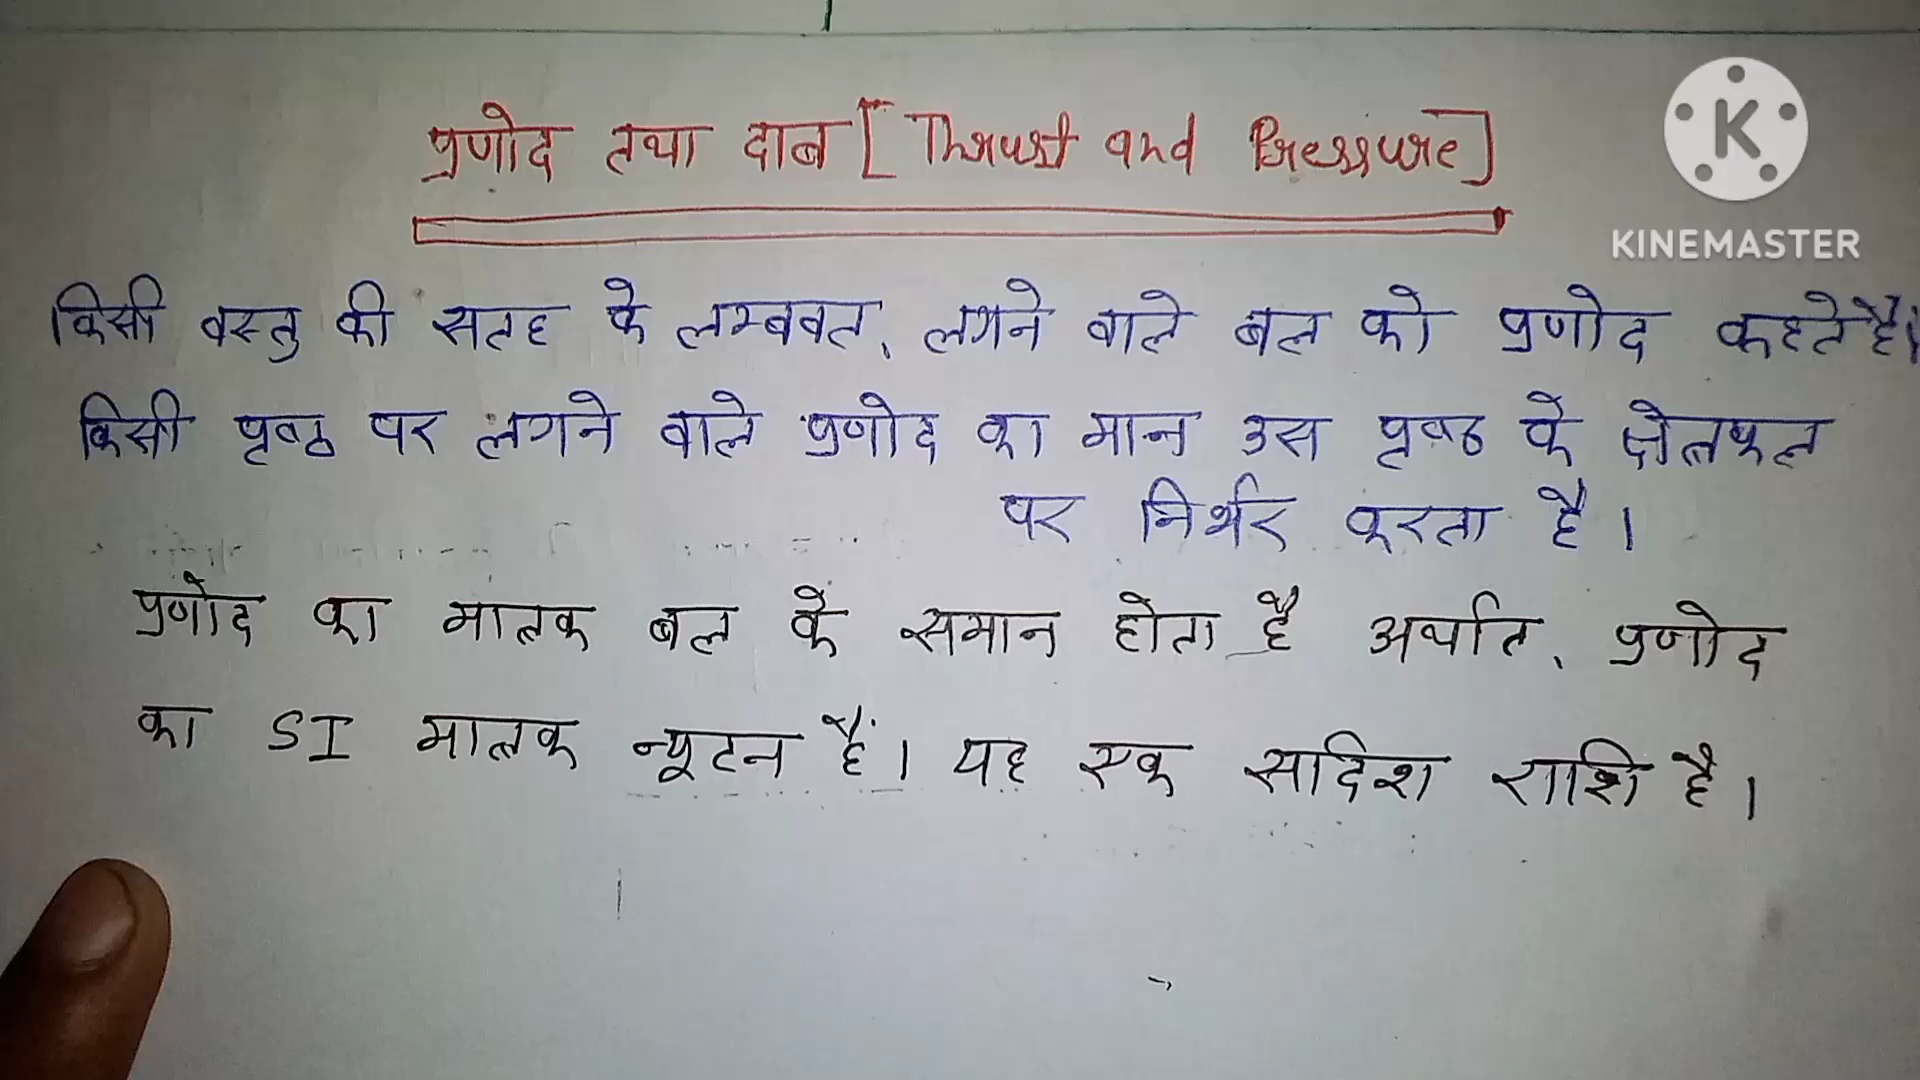 प्रणोद तथा दाब [Thrust and Pressure]
K
KINEMASTER
किसी वस्तु की सतह के लम्बवत् लगने वाले बल को प्रणोद कहते है।
किसी पृष्ठ पर लगने वाले प्रणोद का मान उस पृष्ठ के क्षेत्रफल
पर निर्भर करता है।
प्रणोद का मात्रक बल के समान होता है अर्थात् प्रणोद
का SI मात्रक न्यूटन हैं। यह एक सदिश राशि है।